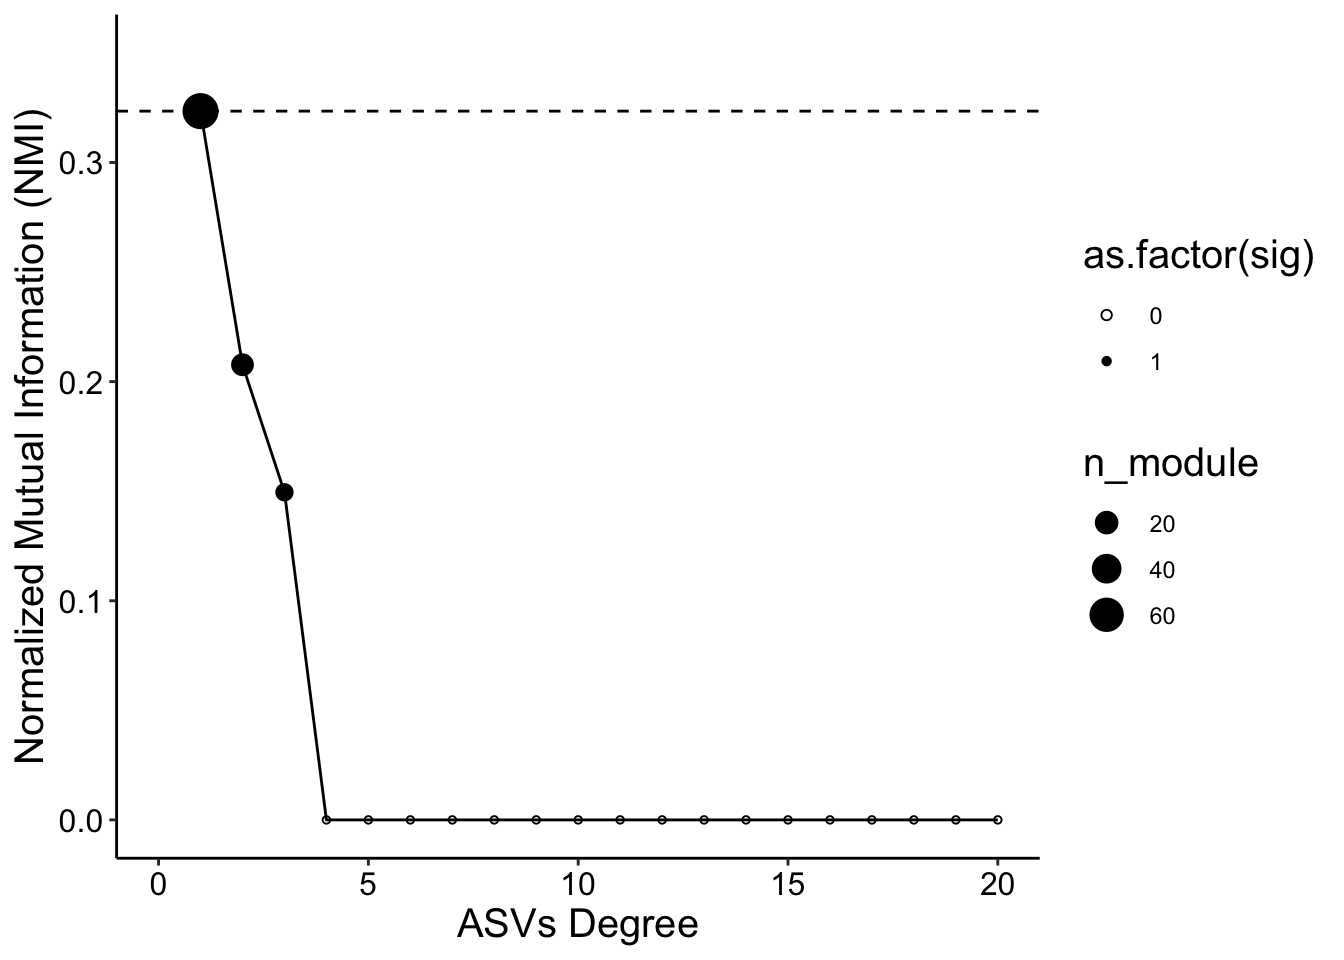 Normalized Mutual Information (NMI)
0.3
0.2
0.1
0.0
0 5 10 15 20
ASVs Degree
as.factor(sig)
0
1
n_module
20
40
60